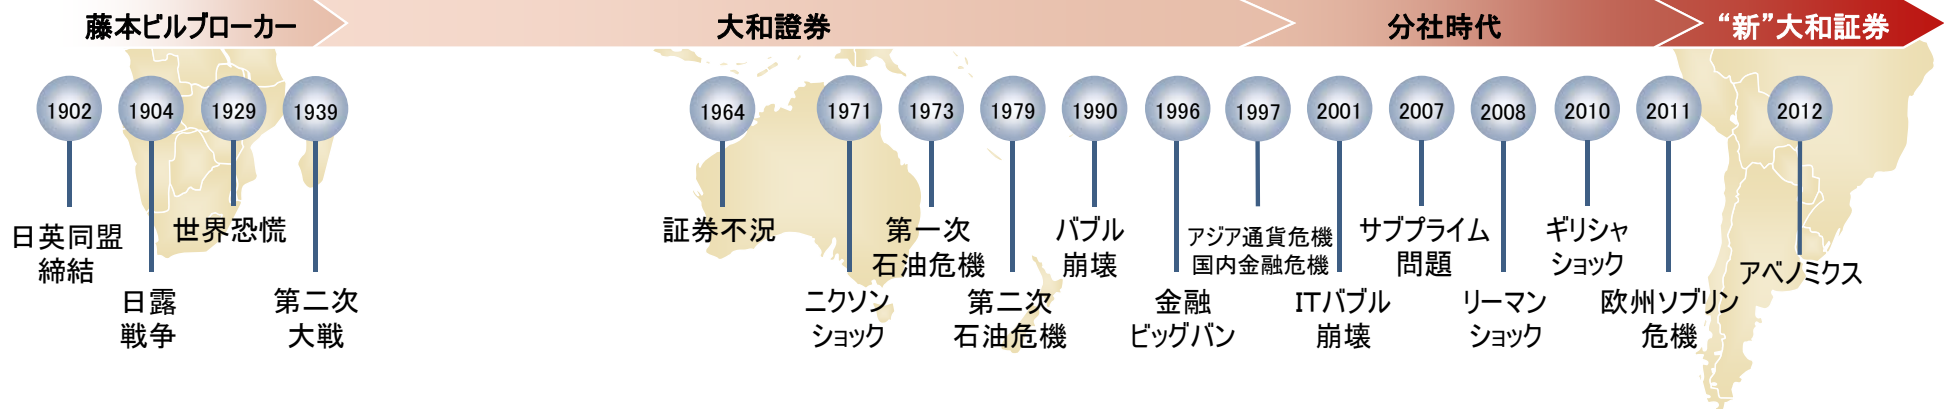 藤本ビルブローカー
大和證券
分社時代
“新”大和証券
1902
1904
1929
1939
1964
1971
1973
1979
1990
1996
1997
2001
2007
2008
2010
2011
2012
日英同盟
締結
日露
戦争
世界恐慌
第二次
大戦
証券不況
ニクソン
ショック
第一次
石油危機
第二次
石油危機
バブル
崩壊
金融
ビッグバン
アジア通貨危機
国内金融危機
ITバブル
崩壊
サブプライム
問題
リーマン
ショック
ギリシャ
ショック
欧州ソブリン
危機
アベノミクス